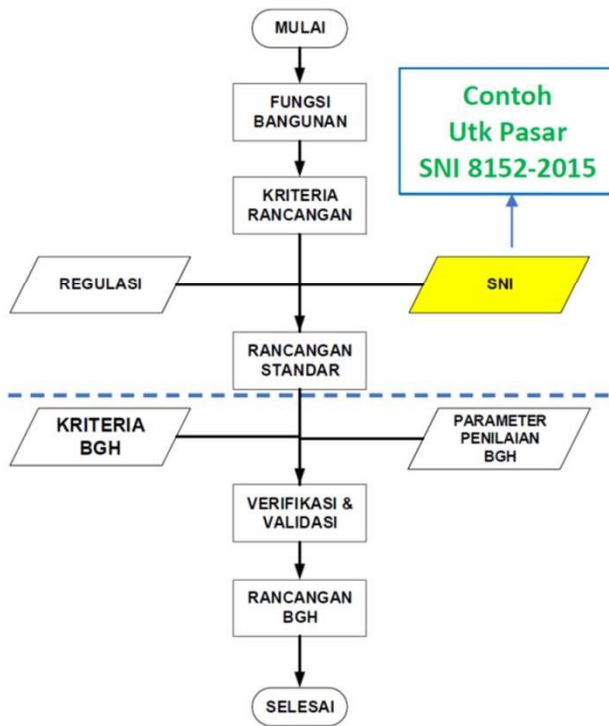 MULAI
FUNGSI
BANGUNAN
Contoh
Utk Pasar
SNI 8152-2015
KRITERIA
RANCANGAN
REGULASI
SNI
RANCANGAN
STANDAR
KRITERIA
BGH
PARAMETER
PENILAIAN
BGH
VERIFIKASI &
VALIDASI
RANCANGAN
BGH
SELESAI